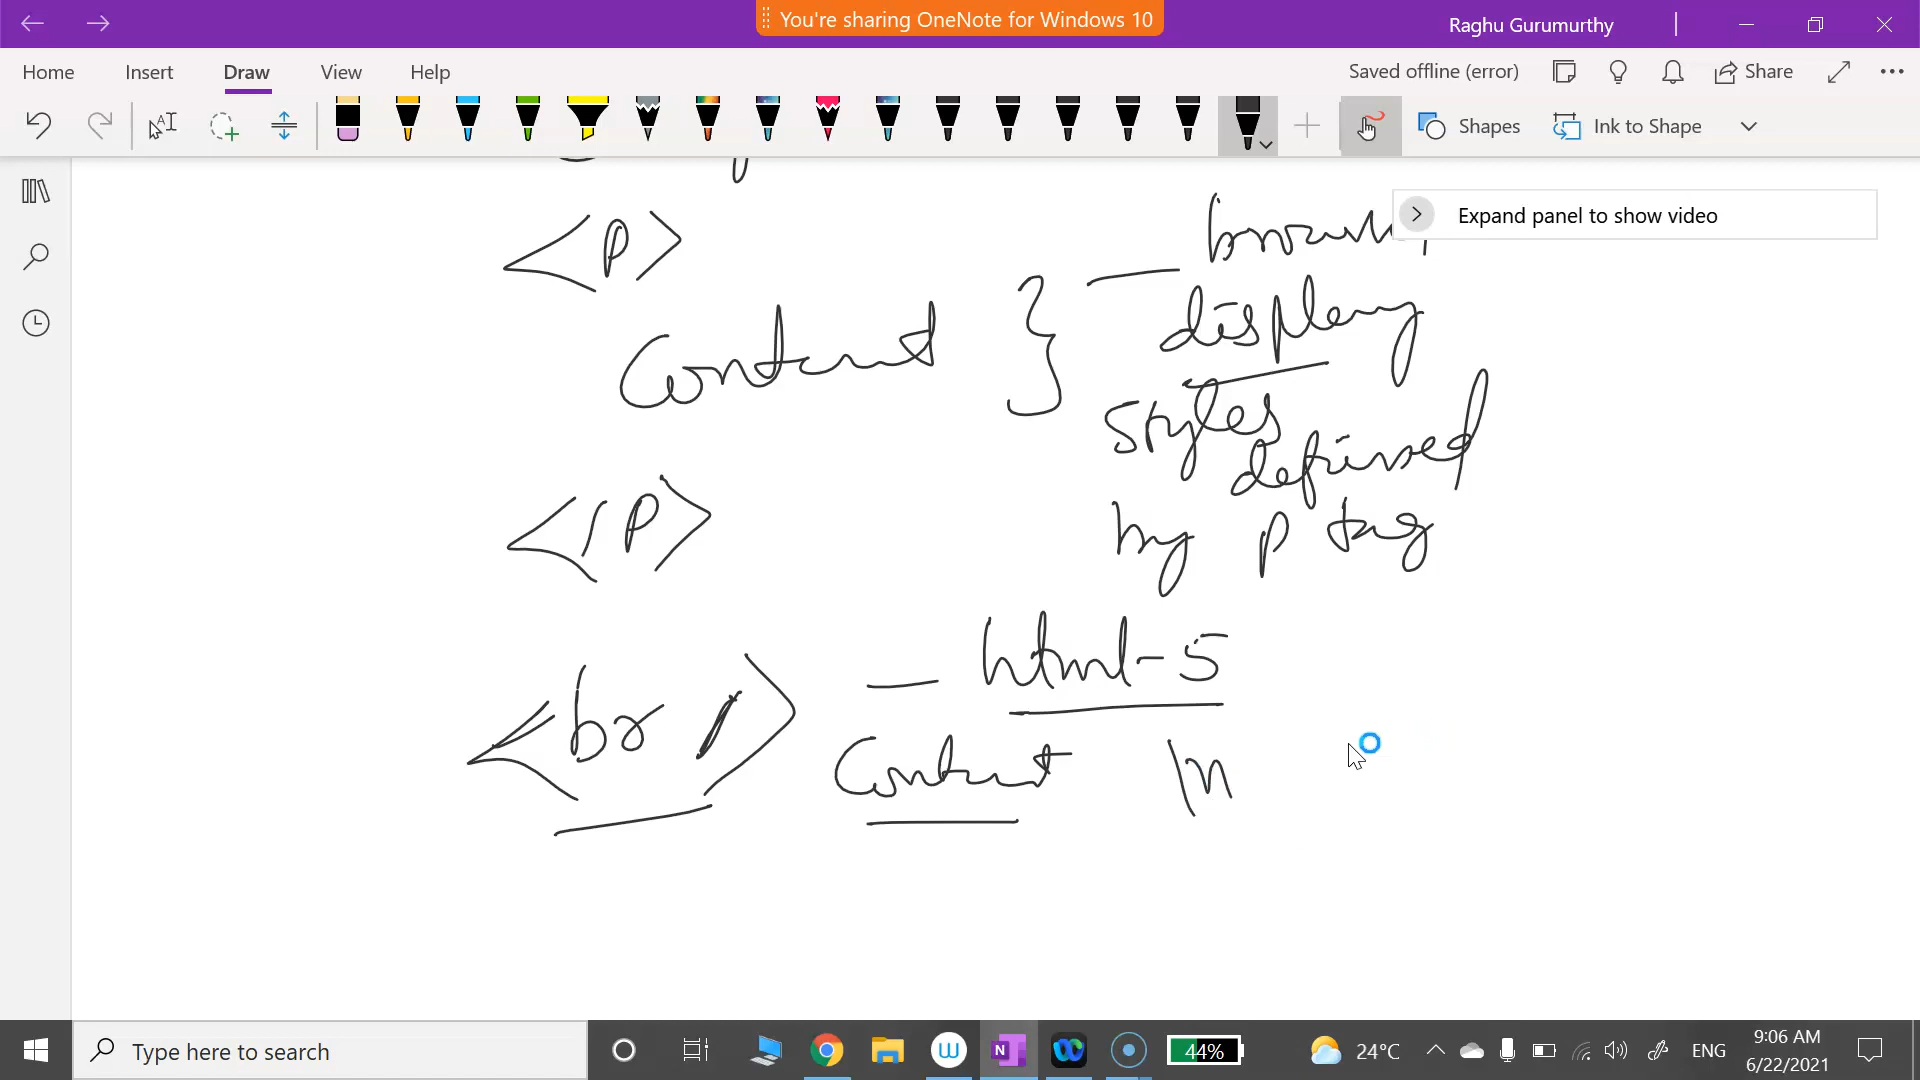 You're sharing OneNote for Windows 10
Raghu Gurumurthy
Home Insert Draw View Help
Saved offline (error) Share
Shapes Ink to Shape
Expand panel to show video
<P>
display
Content }
styles
defined
</P>
by P tag
<br /> — html-5
Content in
Type here to search
44%
24°C
ENG
9:06 AM
6/22/2021